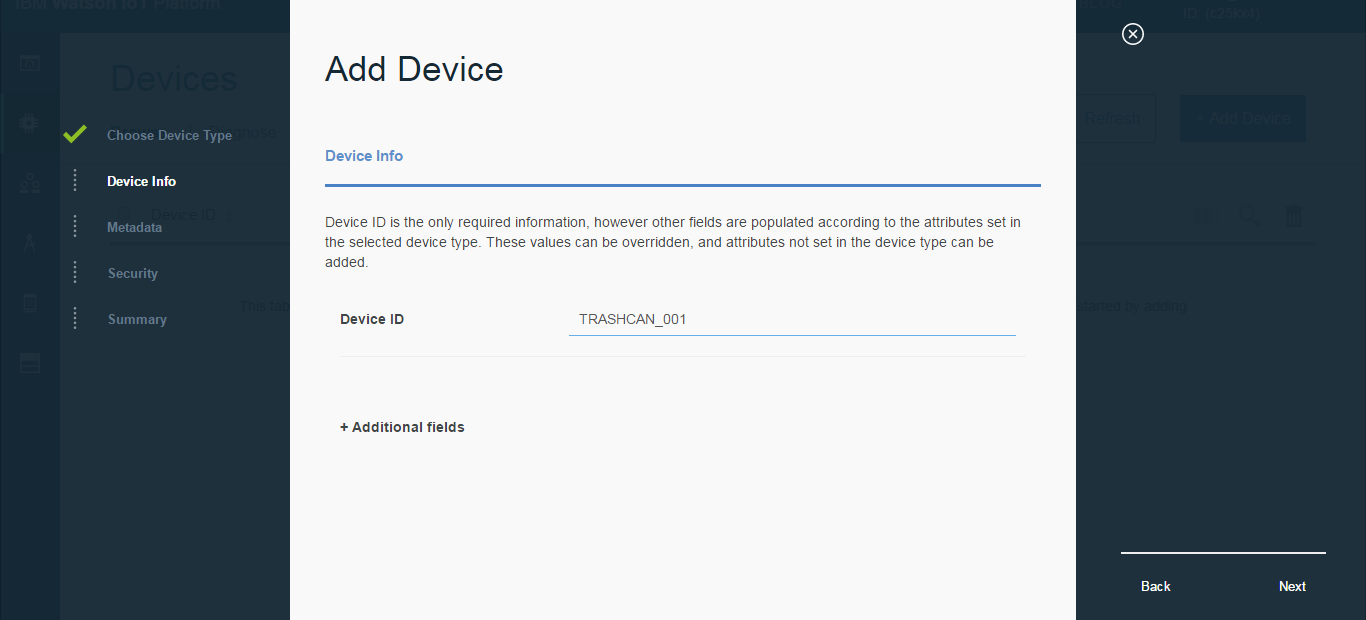 IBM Watson IoT Platform
BLOG
ID: (c25kx4)
Devices
Refresh
+ Add Device
Device ID
started by adding
Choose Device Type
Device Info
Metadata
Security
Summary
Add Device
Device Info
Device ID is the only required information, however other fields are populated according to the attributes set in
the selected device type. These values can be overridden, and attributes not set in the device type can be
added.
Device ID
TRASHCAN_001
+ Additional fields
Back
Next